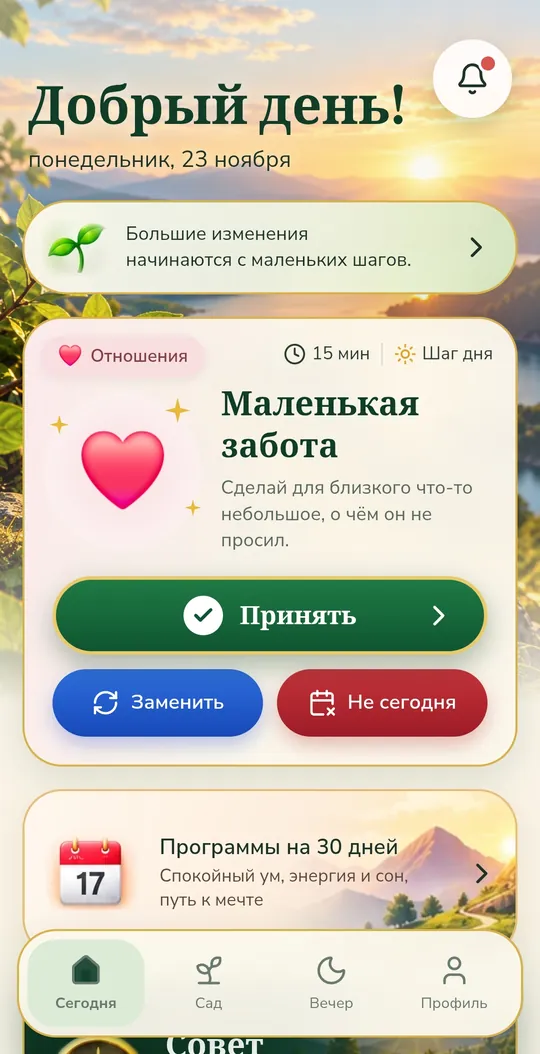 Добрый день!
понедельник, 23 ноября
Большие изменения
начинаются с маленьких шагов.
Отношения
15 мин
Шаг дня
Маленькая
забота
Сделай для близкого что-то
небольшое, о чём он не
просил.
Принять
Заменить
Не сегодня
Программы на 30 дней
Спокойный ум, энергия и сон,
путь к мечте
17
Сегодня
Сад
Вечер
Профиль
Совет